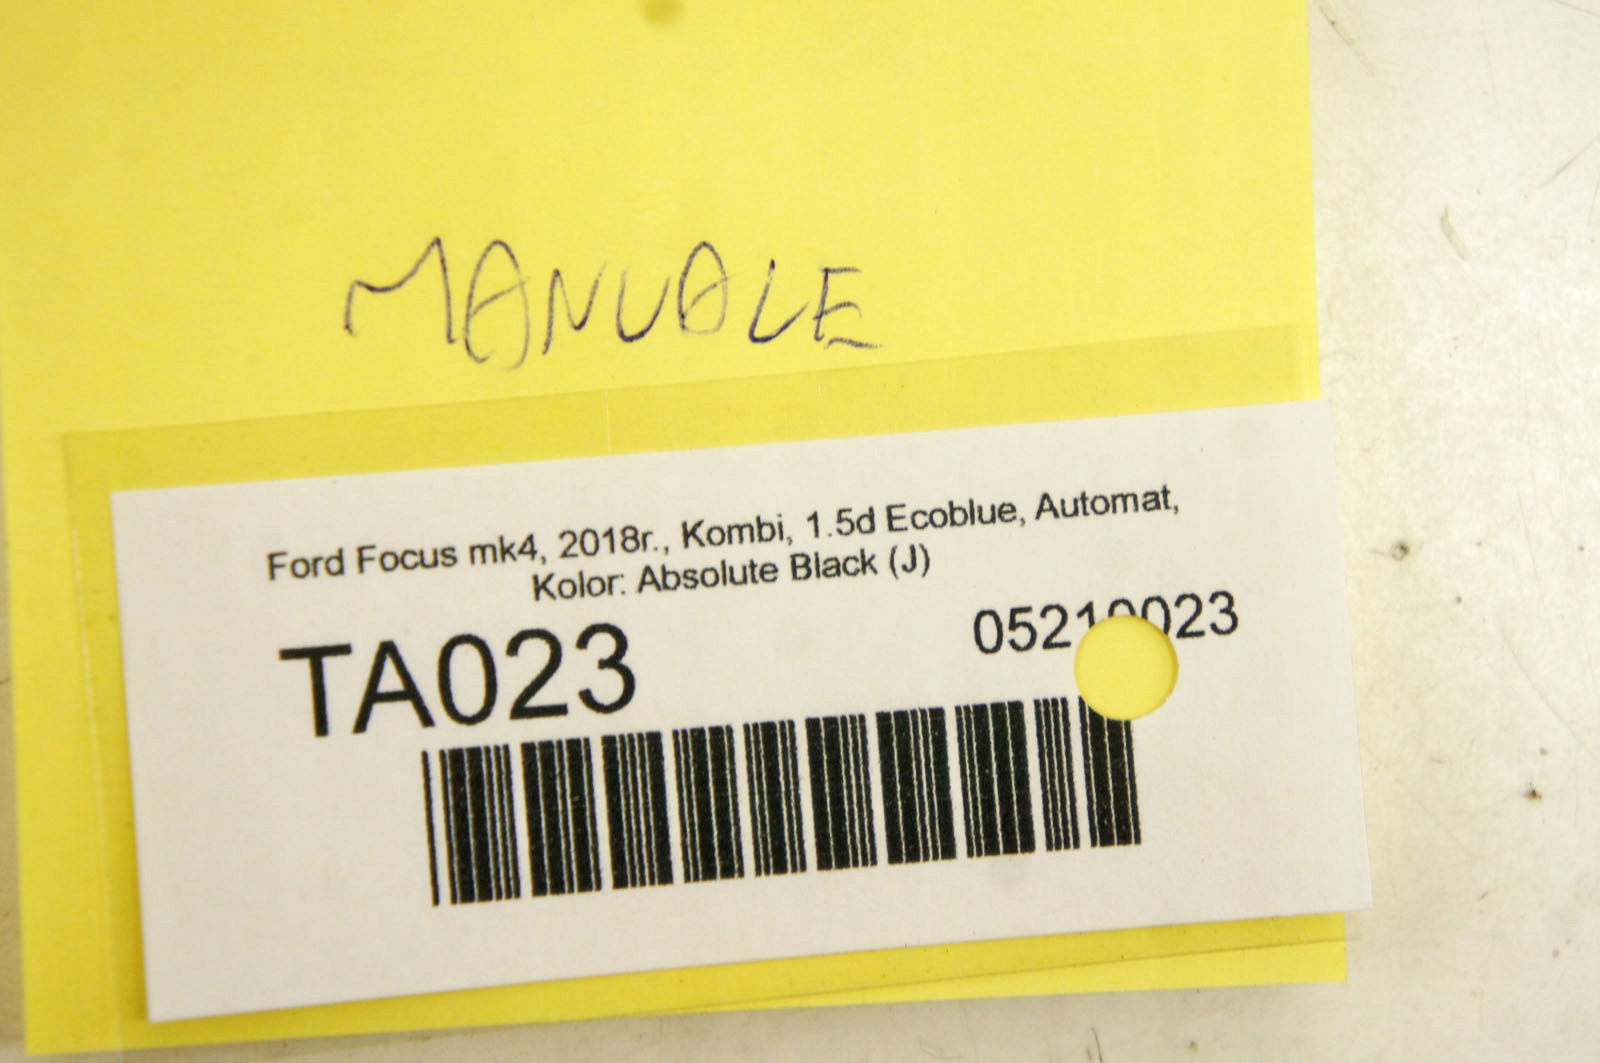 MANUALE
Ford Focus mk4, 2018r., Kombi, 1.5d Ecoblue, Automat,
Kolor: Absolute Black (J)
TA023